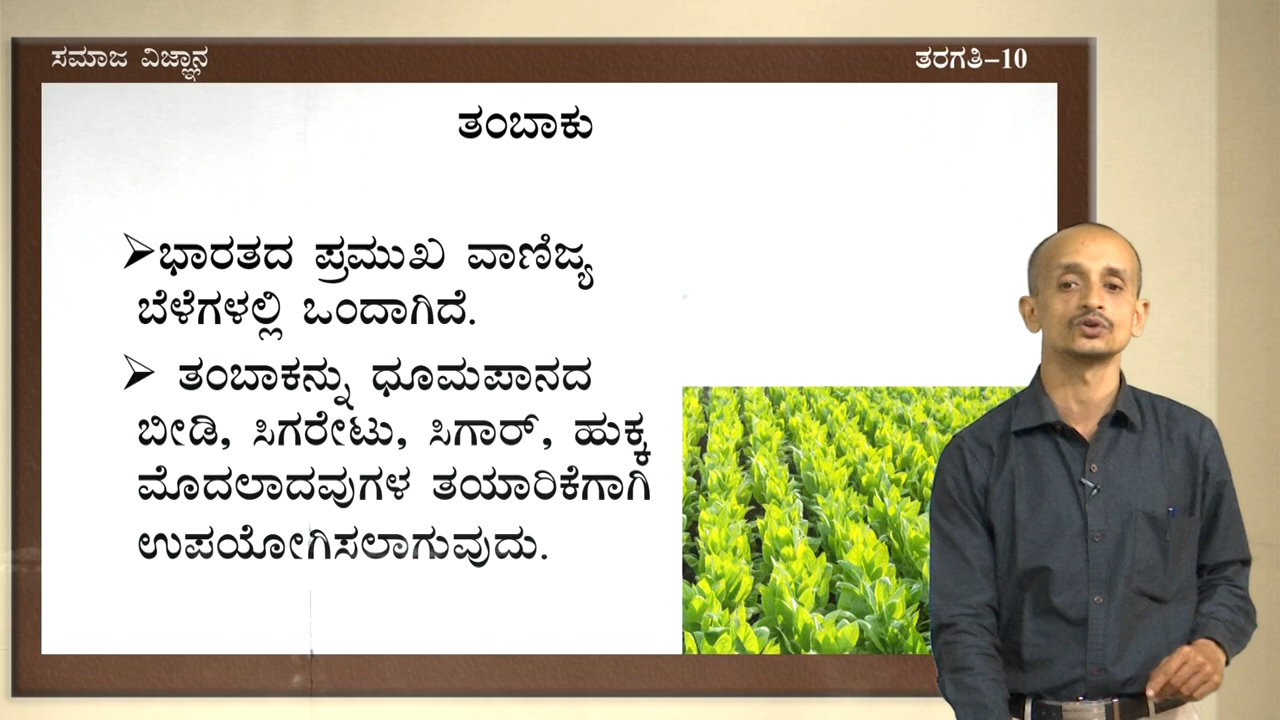 ಸಮಾಜ ವಿಜ್ಞಾನ
ತರಗತಿ-10
ತಂಬಾಕು
➢ಭಾರತದ ಪ್ರಮುಖ ವಾಣಿಜ್ಯ
ಬೆಳೆಗಳಲ್ಲಿ ಒಂದಾಗಿದೆ.
➢ ತಂಬಾಕನ್ನು ಧೂಮಪಾನದ
ಬೀಡಿ, ಸಿಗರೇಟು, ಸಿಗಾರ್, ಹುಕ್ಕ
ಮೊದಲಾದವುಗಳ ತಯಾರಿಕೆಗಾಗಿ
ಉಪಯೋಗಿಸಲಾಗುವುದು.